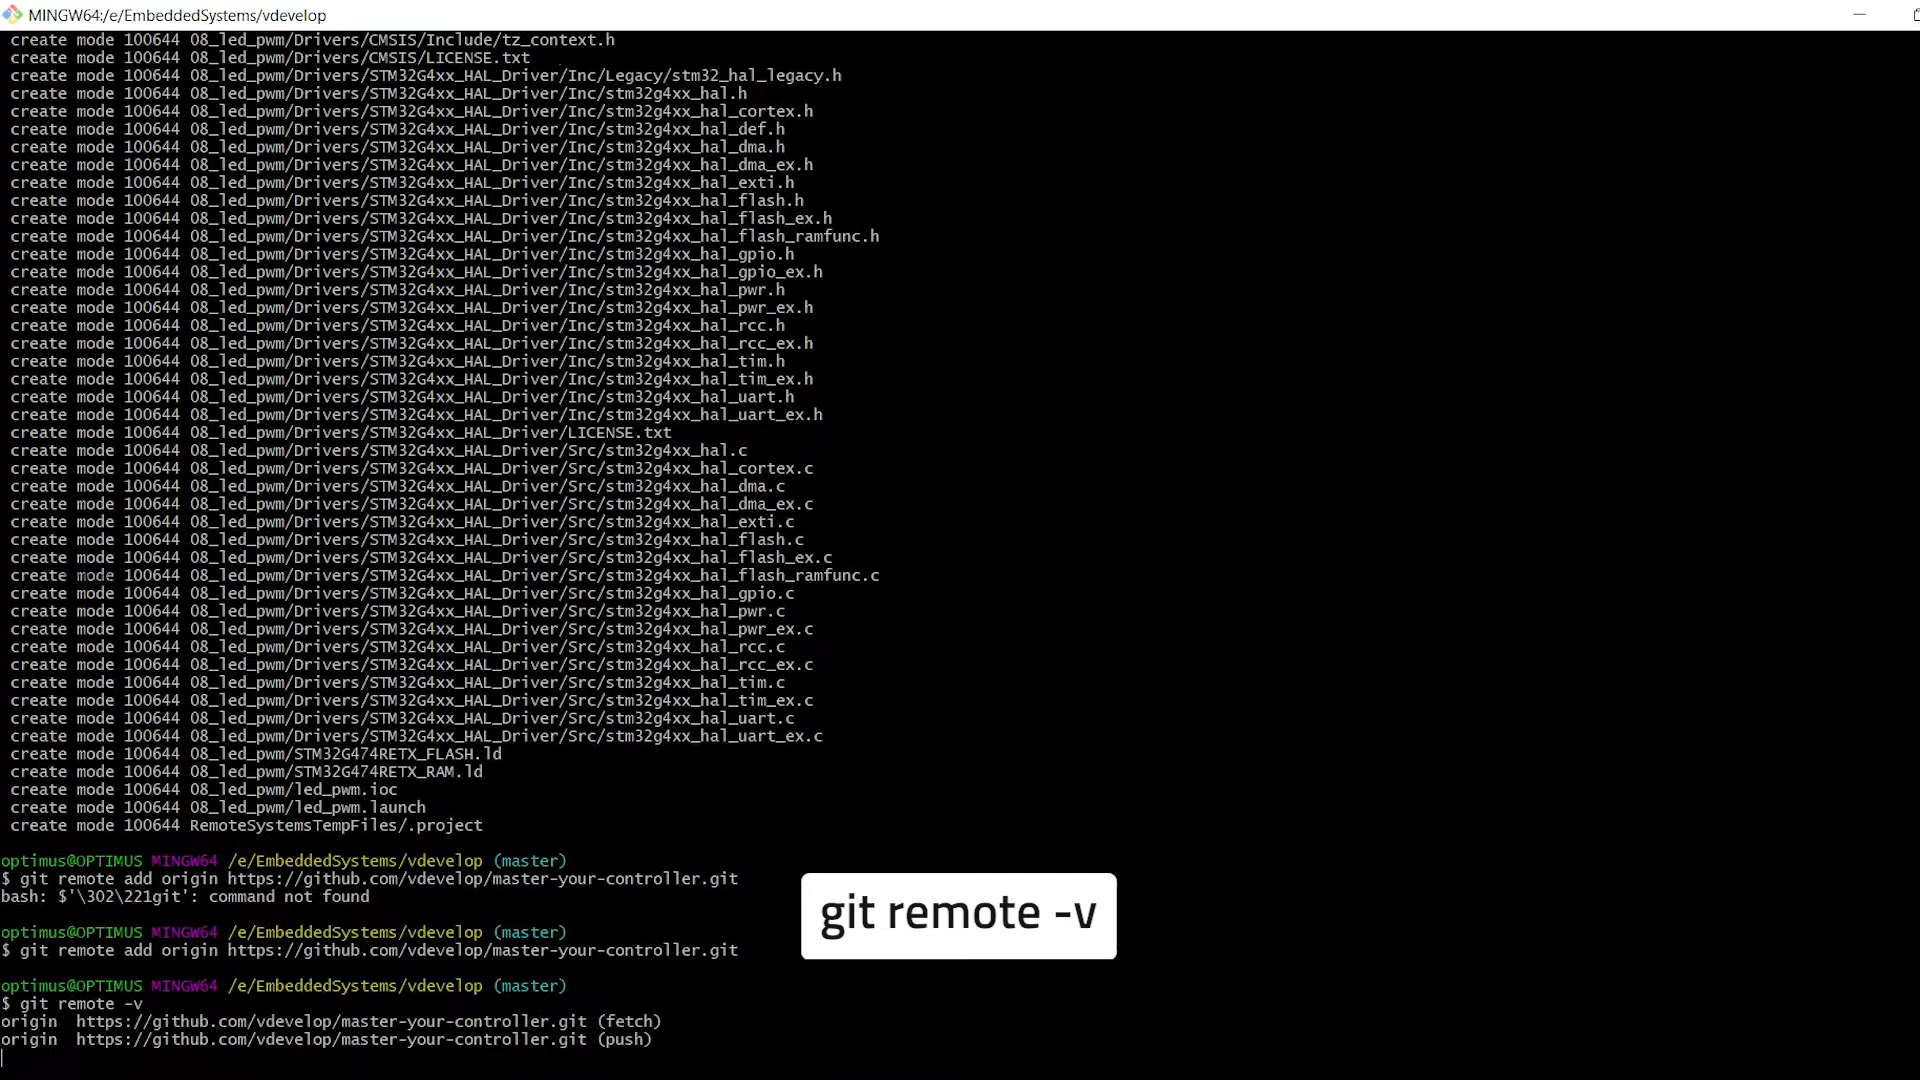 MINGW64:/e/EmbeddedSystems/vdevelop
create mode 100644 08_led_pwm/Drivers/CMSIS/Include/tz_context.h
create mode 100644 08_led_pwm/Drivers/CMSIS/LICENSE.txt
create mode 100644 08_led_pwm/Drivers/STM32G4xx_HAL_Driver/Inc/Legacy/stm32_hal_legacy.h
create mode 100644 08_led_pwm/Drivers/STM32G4xx_HAL_Driver/Inc/stm32g4xx_hal.h
create mode 100644 08_led_pwm/Drivers/STM32G4xx_HAL_Driver/Inc/stm32g4xx_hal_cortex.h
create mode 100644 08_led_pwm/Drivers/STM32G4xx_HAL_Driver/Inc/stm32g4xx_hal_def.h
create mode 100644 08_led_pwm/Drivers/STM32G4xx_HAL_Driver/Inc/stm32g4xx_hal_dma.h
create mode 100644 08_led_pwm/Drivers/STM32G4xx_HAL_Driver/Inc/stm32g4xx_hal_dma_ex.h
create mode 100644 08_led_pwm/Drivers/STM32G4xx_HAL_Driver/Inc/stm32g4xx_hal_exti.h
create mode 100644 08_led_pwm/Drivers/STM32G4xx_HAL_Driver/Inc/stm32g4xx_hal_flash.h
create mode 100644 08_led_pwm/Drivers/STM32G4xx_HAL_Driver/Inc/stm32g4xx_hal_flash_ex.h
create mode 100644 08_led_pwm/Drivers/STM32G4xx_HAL_Driver/Inc/stm32g4xx_hal_flash_ramfunc.h
create mode 100644 08_led_pwm/Drivers/STM32G4xx_HAL_Driver/Inc/stm32g4xx_hal_gpio.h
create mode 100644 08_led_pwm/Drivers/STM32G4xx_HAL_Driver/Inc/stm32g4xx_hal_gpio_ex.h
create mode 100644 08_led_pwm/Drivers/STM32G4xx_HAL_Driver/Inc/stm32g4xx_hal_pwr.h
create mode 100644 08_led_pwm/Drivers/STM32G4xx_HAL_Driver/Inc/stm32g4xx_hal_pwr_ex.h
create mode 100644 08_led_pwm/Drivers/STM32G4xx_HAL_Driver/Inc/stm32g4xx_hal_rcc.h
create mode 100644 08_led_pwm/Drivers/STM32G4xx_HAL_Driver/Inc/stm32g4xx_hal_rcc_ex.h
create mode 100644 08_led_pwm/Drivers/STM32G4xx_HAL_Driver/Inc/stm32g4xx_hal_tim.h
create mode 100644 08_led_pwm/Drivers/STM32G4xx_HAL_Driver/Inc/stm32g4xx_hal_tim_ex.h
create mode 100644 08_led_pwm/Drivers/STM32G4xx_HAL_Driver/Inc/stm32g4xx_hal_uart.h
create mode 100644 08_led_pwm/Drivers/STM32G4xx_HAL_Driver/Inc/stm32g4xx_hal_uart_ex.h
create mode 100644 08_led_pwm/Drivers/STM32G4xx_HAL_Driver/LICENSE.txt
create mode 100644 08_led_pwm/Drivers/STM32G4xx_HAL_Driver/Src/stm32g4xx_hal.c
create mode 100644 08_led_pwm/Drivers/STM32G4xx_HAL_Driver/Src/stm32g4xx_hal_cortex.c
create mode 100644 08_led_pwm/Drivers/STM32G4xx_HAL_Driver/Src/stm32g4xx_hal_dma.c
create mode 100644 08_led_pwm/Drivers/STM32G4xx_HAL_Driver/Src/stm32g4xx_hal_dma_ex.c
create mode 100644 08_led_pwm/Drivers/STM32G4xx_HAL_Driver/Src/stm32g4xx_hal_exti.c
create mode 100644 08_led_pwm/Drivers/STM32G4xx_HAL_Driver/Src/stm32g4xx_hal_flash.c
create mode 100644 08_led_pwm/Drivers/STM32G4xx_HAL_Driver/Src/stm32g4xx_hal_flash_ex.c
create mode 100644 08_led_pwm/Drivers/STM32G4xx_HAL_Driver/Src/stm32g4xx_hal_flash_ramfunc.c
create mode 100644 08_led_pwm/Drivers/STM32G4xx_HAL_Driver/Src/stm32g4xx_hal_gpio.c
create mode 100644 08_led_pwm/Drivers/STM32G4xx_HAL_Driver/Src/stm32g4xx_hal_pwr.c
create mode 100644 08_led_pwm/Drivers/STM32G4xx_HAL_Driver/Src/stm32g4xx_hal_pwr_ex.c
create mode 100644 08_led_pwm/Drivers/STM32G4xx_HAL_Driver/Src/stm32g4xx_hal_rcc.c
create mode 100644 08_led_pwm/Drivers/STM32G4xx_HAL_Driver/Src/stm32g4xx_hal_rcc_ex.c
create mode 100644 08_led_pwm/Drivers/STM32G4xx_HAL_Driver/Src/stm32g4xx_hal_tim.c
create mode 100644 08_led_pwm/Drivers/STM32G4xx_HAL_Driver/Src/stm32g4xx_hal_tim_ex.c
create mode 100644 08_led_pwm/Drivers/STM32G4xx_HAL_Driver/Src/stm32g4xx_hal_uart.c
create mode 100644 08_led_pwm/Drivers/STM32G4xx_HAL_Driver/Src/stm32g4xx_hal_uart_ex.c
create mode 100644 08_led_pwm/STM32G474RETX_FLASH.ld
create mode 100644 08_led_pwm/STM32G474RETX_RAM.ld
create mode 100644 08_led_pwm/led_pwm.ioc
create mode 100644 08_led_pwm/led_pwm.launch
create mode 100644 RemoteSystemsTempFiles/.project
optimus@OPTIMUS MINGW64 /e/EmbeddedSystems/vdevelop (master)
$ git remote add origin https://github.com/vdevelop/master-your-controller.git
bash: $'\302\221git': command not found
optimus@OPTIMUS MINGW64 /e/EmbeddedSystems/vdevelop (master)
$ git remote add origin https://github.com/vdevelop/master-your-controller.git
optimus@OPTIMUS MINGW64 /e/EmbeddedSystems/vdevelop (master)
$ git remote -v
origin  https://github.com/vdevelop/master-your-controller.git (fetch)
origin  https://github.com/vdevelop/master-your-controller.git (push)
git remote -v